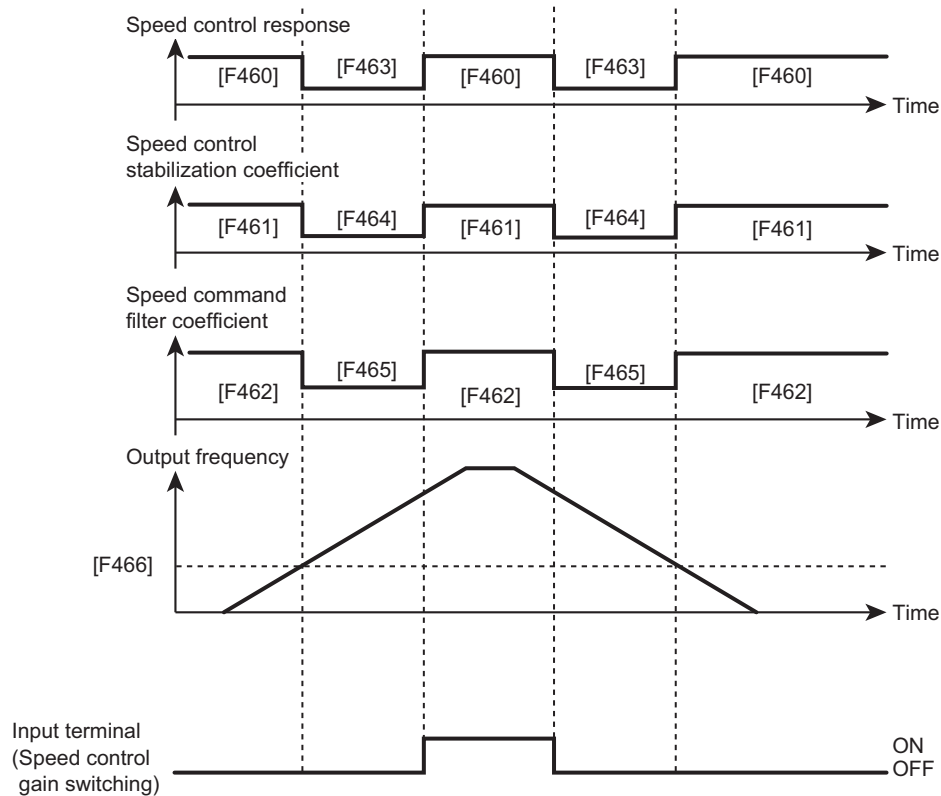 Speed control response
[F460] [F463] [F460] [F463] [F460]
Time
Speed control
stabilization coefficient
[F461] [F464] [F461] [F464] [F461]
Time
Speed command
filter coefficient
[F462] [F465] [F462] [F465] [F462]
Time
Output frequency
[F466]
Time
Input terminal
(Speed control
gain switching)
ON
OFF